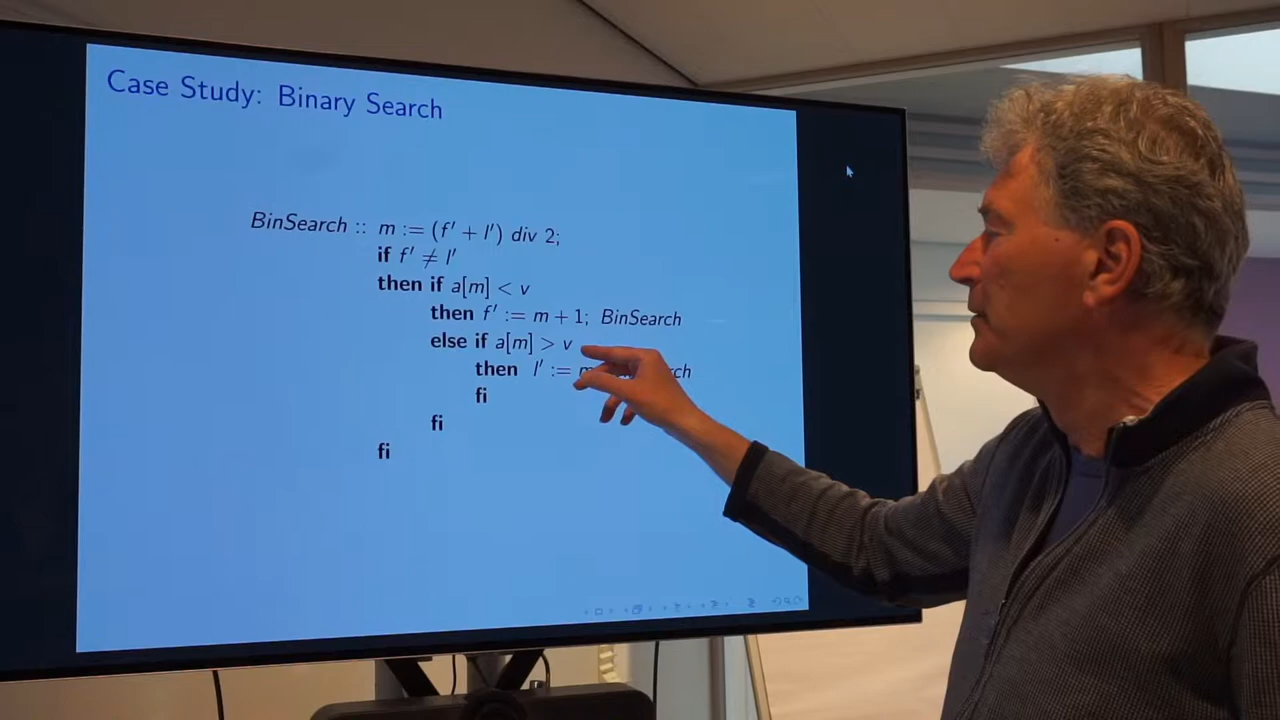 Case Study: Binary Search
BinSearch :: m := (f′ + l′) div 2;
if f′ ≠ l′
then if a[m] < v
then f′ := m + 1; BinSearch
else if a[m] > v
then l′ := m
fi
fi
fi